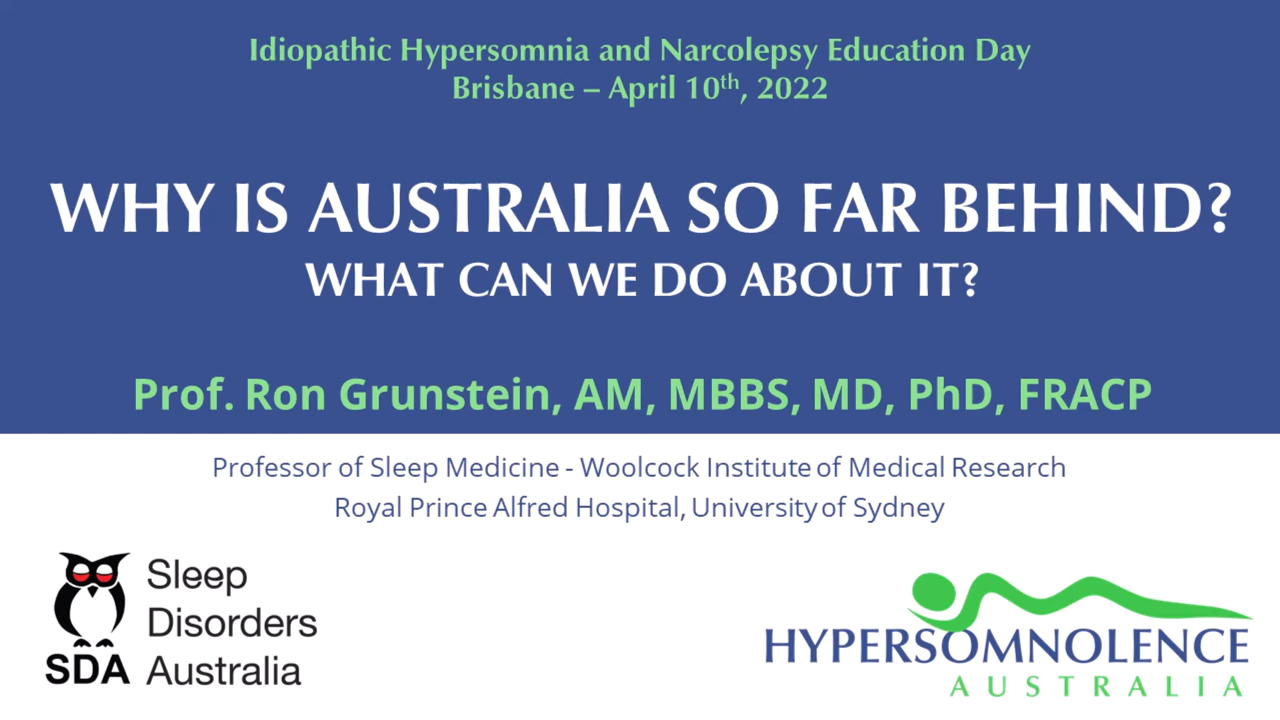 Idiopathic Hypersomnia and Narcolepsy Education Day
Brisbane – April 10th, 2022
WHY IS AUSTRALIA SO FAR BEHIND?
WHAT CAN WE DO ABOUT IT?
Prof. Ron Grunstein, AM, MBBS, MD, PhD, FRACP
Professor of Sleep Medicine - Woolcock Institute of Medical Research
Royal Prince Alfred Hospital, University of Sydney
Sleep
Disorders
SDA Australia
HYPERSOMNOLENCE
AUSTRALIA